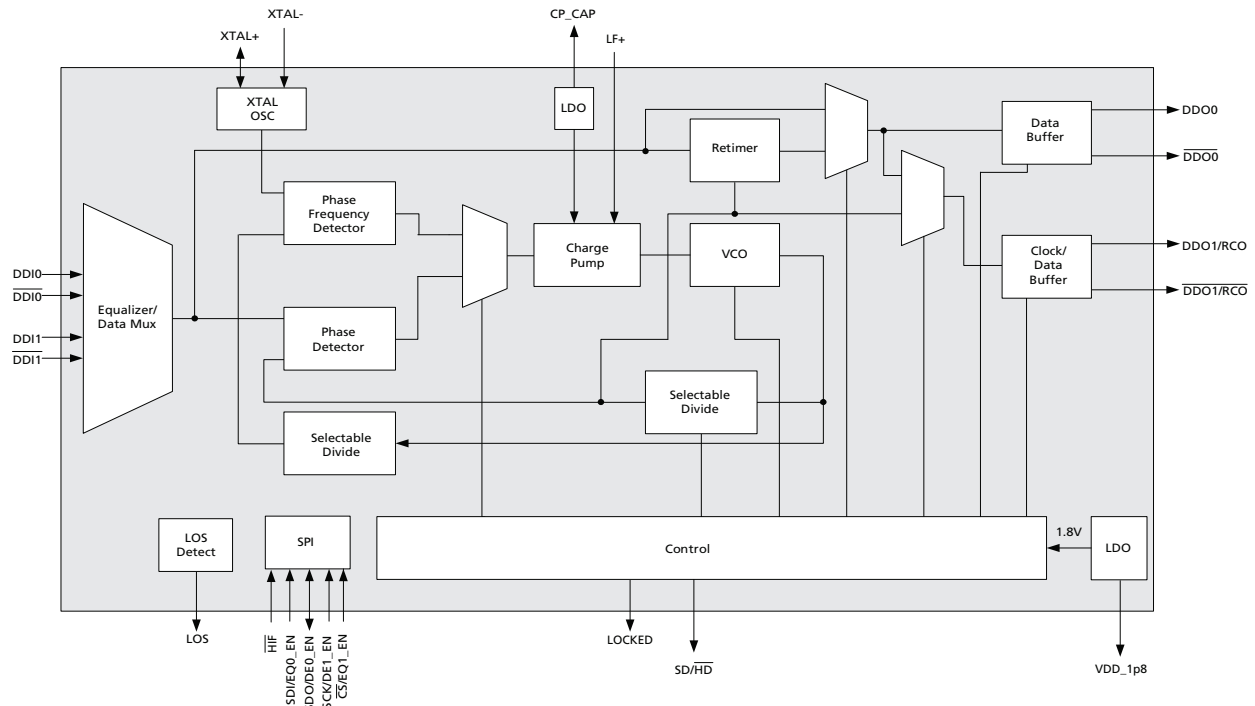 XTAL-
CP_CAP
XTAL+
LF+
XTAL
OSC
LDO
Data
Buffer
DDO0
DDO0
Retimer
Phase
Frequency
Detector
Charge
Pump
VCO
Clock/
Data
Buffer
DDO1/RCO
DDO1/RCO
DDI0
DDI0
DDI1
DDI1
Equalizer/
Data Mux
Phase
Detector
Selectable
Divide
Selectable
Divide
LOS
Detect
SPI
Control
1.8V
LDO
LOS
HIF
SDI/EQ0_EN
SDO/DE0_EN
SCK/DE1_EN
CS/EQ1_EN
LOCKED
SD/HD
VDD_1p8